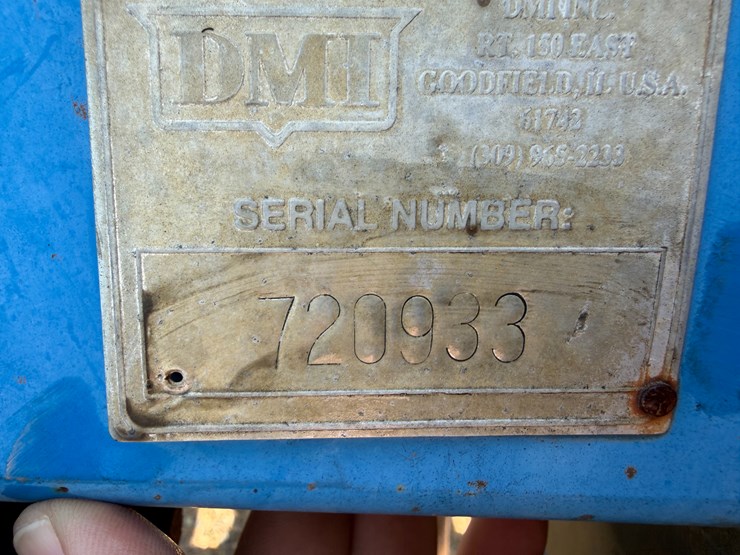 DMI
DMI INC.
RT. 150 EAST
GOODFIELD, IL U.S.A.
61742
(309) 965-2233
SERIAL NUMBER:
720933